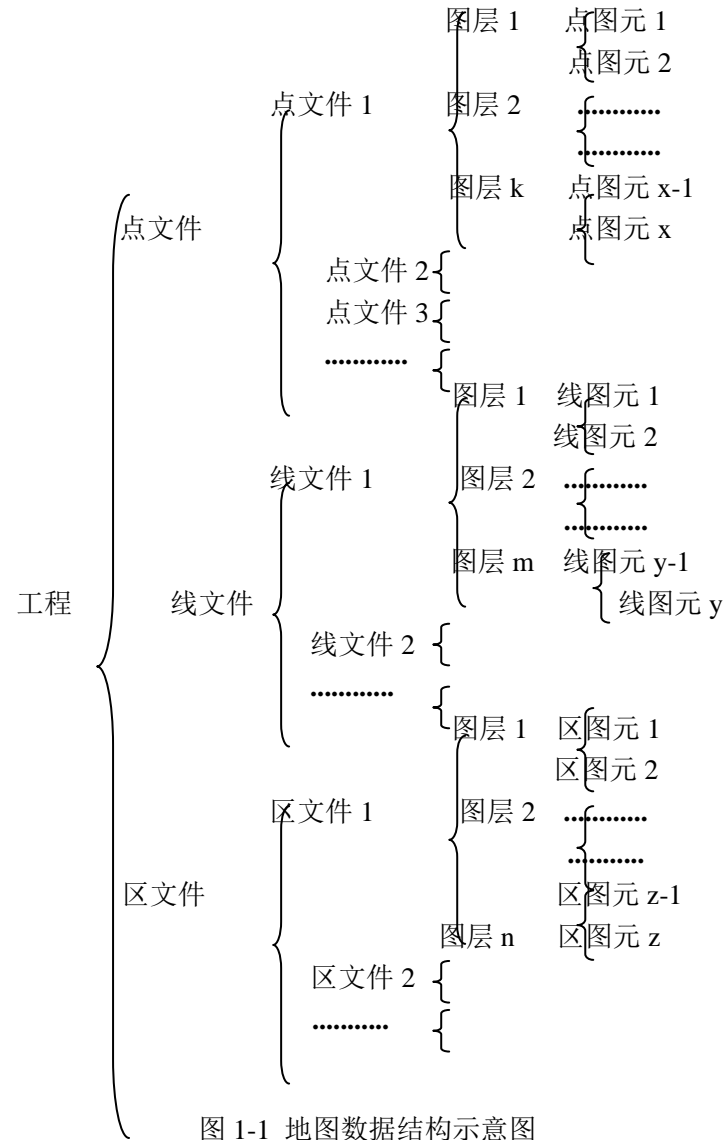 图层 1 点图元 1
点图元 2
点文件 1 图层 2 …………
…………
图层 k 点图元 x-1
点文件 点图元 x
点文件 2
点文件 3
…………
图层 1 线图元 1
线图元 2
线文件 1 图层 2 …………
…………
图层 m 线图元 y-1
工程 线文件 线图元 y
线文件 2
…………
图层 1 区图元 1
区图元 2
区文件 1 图层 2 …………
…………
区文件 区图元 z-1
图层 n 区图元 z
区文件 2
…………
图 1-1 地图数据结构示意图